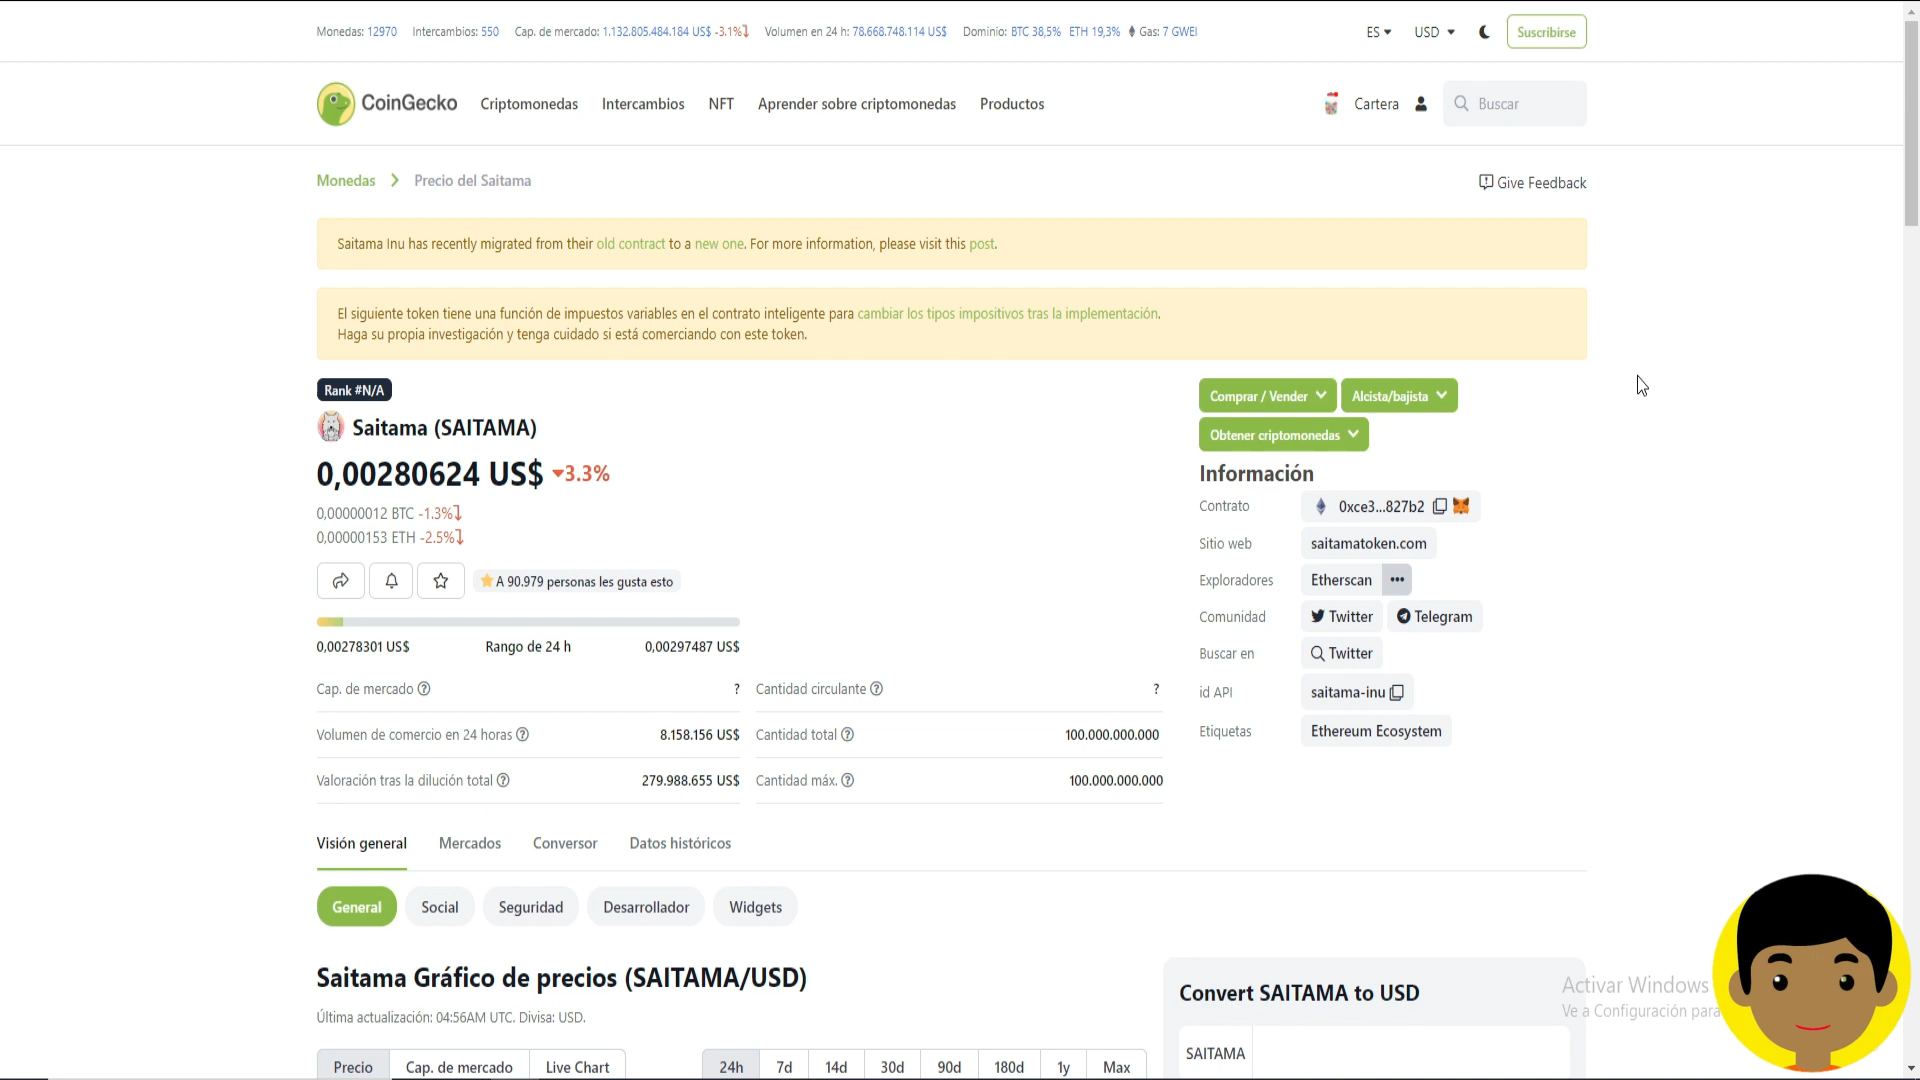 Monedas: 12970 Intercambios: 550 Cap. de mercado: 1.132.805.484.184 US$ -3.1% Volumen en 24 h: 78.668.748.114 US$ Dominio: BTC 38,5% ETH 19,3% Gas: 7 GWEI ES USD Suscribirse
CoinGecko Criptomonedas Intercambios NFT Aprender sobre criptomonedas Productos Cartera Buscar
Monedas Precio del Saitama Give Feedback
Saitama Inu has recently migrated from their old contract to a new one. For more information, please visit this post.
El siguiente token tiene una función de impuestos variables en el contrato inteligente para cambiar los tipos impositivos tras la implementación.
Haga su propia investigación y tenga cuidado si está comerciando con este token.
Rank #N/A
Saitama (SAITAMA)
0,00280624 US$ 3.3%
0,00000012 BTC -1.3%
0,00000153 ETH -2.5%
A 90.979 personas les gusta esto
0,00278301 US$ Rango de 24 h 0,00297487 US$
Cap. de mercado ? Cantidad circulante ?
Volumen de comercio en 24 horas 8.158.156 US$ Cantidad total 100.000.000.000
Valoración tras la dilución total 279.988.655 US$ Cantidad máx. 100.000.000.000
Comprar / Vender Alcista/bajista
Obtener criptomonedas
Información
Contrato 0xce3...827b2
Sitio web saitamatoken.com
Exploradores Etherscan •••
Comunidad Twitter Telegram
Buscar en Twitter
id API saitama-inu
Etiquetas Ethereum Ecosystem
Visión general Mercados Conversor Datos históricos
General Social Seguridad Desarrollador Widgets
Saitama Gráfico de precios (SAITAMA/USD)
Última actualización: 04:56AM UTC. Divisa: USD.
Precio Cap. de mercado Live Chart 24h 7d 14d 30d 90d 180d 1y Max
Convert SAITAMA to USD
SAITAMA
Activar Windows
Ve a Configuración para